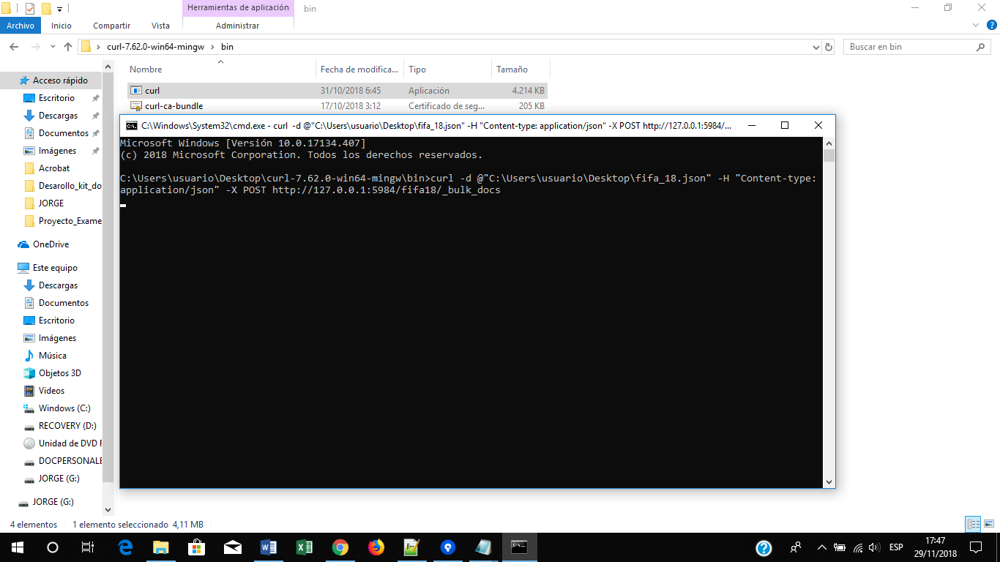 Herramientas de aplicación
bin
Archivo
Inicio
Compartir
Vista
Administrar
curl-7.62.0-win64-mingw
bin
Buscar en bin
Nombre
Fecha de modifica...
Tipo
Tamaño
curl
31/10/2018 6:45
Aplicación
4.214 KB
curl-ca-bundle
17/10/2018 3:12
Certificado de seg...
205 KB
Acceso rápido
Escritorio
Descargas
Documentos
Imágenes
Acrobat
Desarollo_kit_do
JORGE
Proyecto_Exame
OneDrive
Este equipo
Descargas
Documentos
Escritorio
Imágenes
Música
Objetos 3D
Videos
Windows (C:)
RECOVERY (D:)
Unidad de DVD F
DOCPERSONALE
JORGE (G:)
JORGE (G:)
C:\Windows\System32\cmd.exe - curl  -d @"C:\Users\usuario\Desktop\fifa_18.json" -H "Content-type: application/json" -X POST http://127.0.0.1:5984/...
Microsoft Windows [Versión 10.0.17134.407]
(c) 2018 Microsoft Corporation. Todos los derechos reservados.
C:\Users\usuario\Desktop\curl-7.62.0-win64-mingw\bin>curl -d @"C:\Users\usuario\Desktop\fifa_18.json" -H "Content-type:
application/json" -X POST http://127.0.0.1:5984/fifa18/_bulk_docs
4 elementos
1 elemento seleccionado  4,11 MB
ESP
17:47
29/11/2018